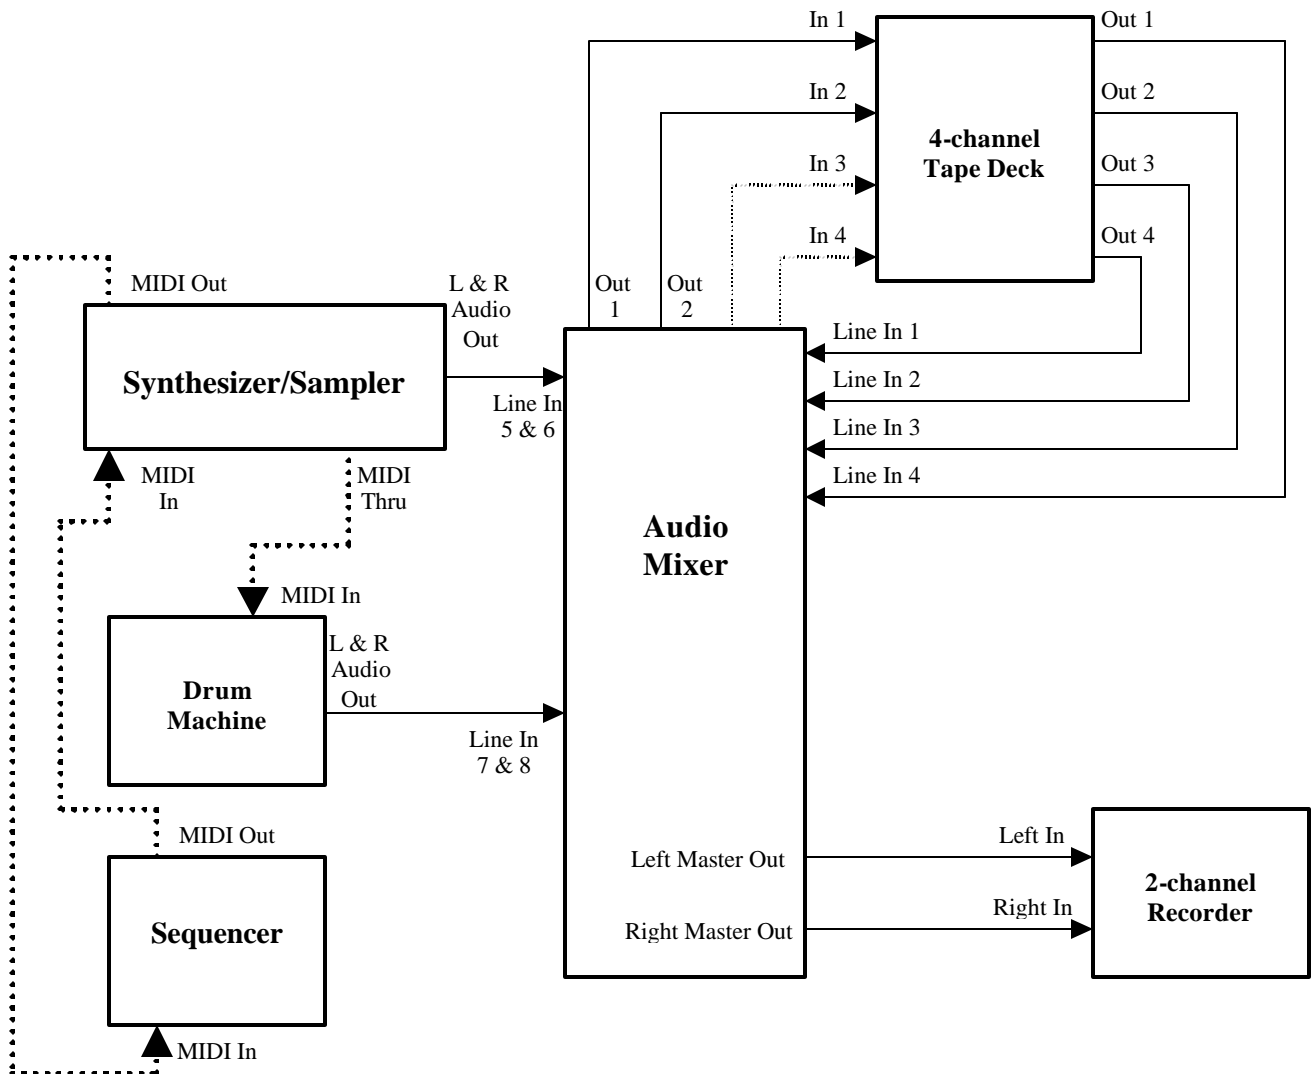 In 1
Out 1
In 2
Out 2
4-channel
Tape Deck
In 3
Out 3
In 4
Out 4
MIDI Out
L & R
Audio
Out
Out
1
Out
2
Synthesizer/Sampler
Line In 1
Line In 2
Line In 3
Line In 4
Line In
5 & 6
MIDI
In
MIDI
Thru
Audio
Mixer
MIDI In
L & R
Audio
Out
Drum
Machine
Line In
7 & 8
MIDI Out
Left Master Out
Left In
2-channel
Recorder
Right In
Right Master Out
Sequencer
MIDI In